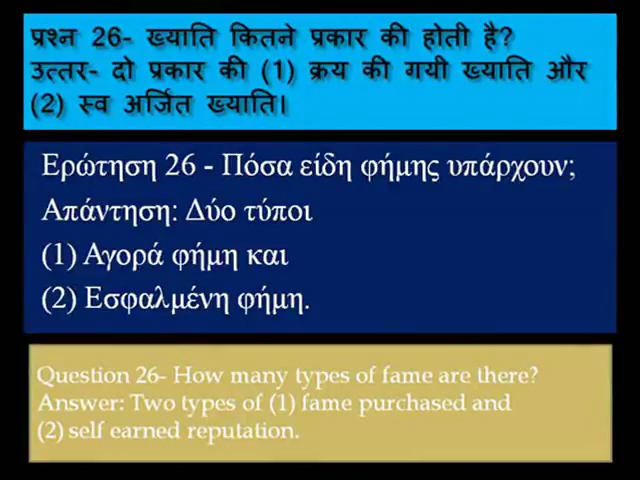 प्रश्न 26- ख्याति कितने प्रकार की होती है?
उत्तर- दो प्रकार की (1) क्रय की गयी ख्याति और
(2) स्व अर्जित ख्याति।
Ερώτηση 26 - Πόσα είδη φήμης υπάρχουν;
Απάντηση: Δύο τύποι
(1) Αγορά φήμη και
(2) Εσφαλμένη φήμη.
Question 26- How many types of fame are there?
Answer: Two types of (1) fame purchased and
(2) self earned reputation.